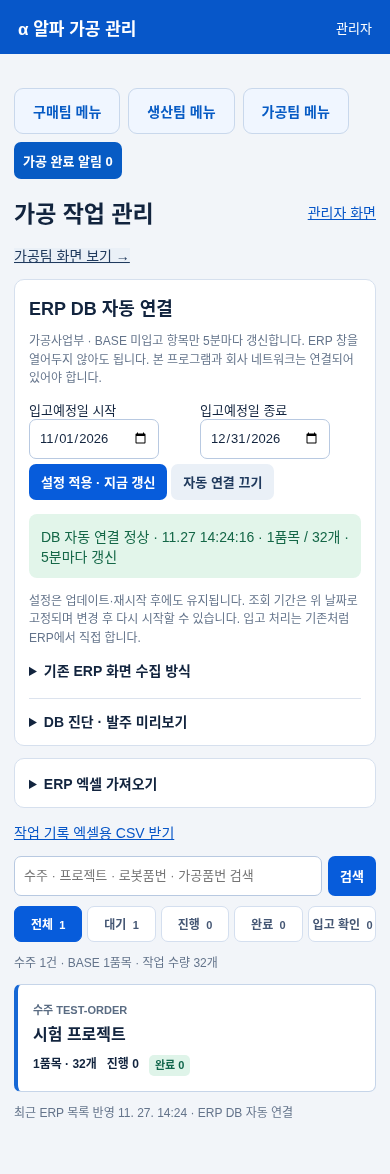 α 알파 가공 관리
관리자
구매팀 메뉴
생산팀 메뉴
가공팀 메뉴
가공 완료 알림 0
가공 작업 관리
관리자 화면
가공팀 화면 보기 →
ERP DB 자동 연결
가공사업부 · BASE 미입고 항목만 5분마다 갱신합니다. ERP 창을
열어두지 않아도 됩니다. 본 프로그램과 회사 네트워크는 연결되어
있어야 합니다.
입고예정일 시작
입고예정일 종료
11/01/2026
12/31/2026
설정 적용 · 지금 갱신
자동 연결 끄기
DB 자동 연결 정상 · 11.27 14:24:16 · 1품목 / 32개 ·
5분마다 갱신
설정은 업데이트·재시작 후에도 유지됩니다. 조회 기간은 위 날짜로
고정되며 변경 후 다시 시작할 수 있습니다. 입고 처리는 기존처럼
ERP에서 직접 합니다.
▶ 기존 ERP 화면 수집 방식
▶ DB 진단 · 발주 미리보기
▶ ERP 엑셀 가져오기
작업 기록 엑셀용 CSV 받기
수주 · 프로젝트 · 로봇품번 · 가공품번 검색
검색
전체 1
대기 1
진행 0
완료 0
입고 확인 0
수주 1건 · BASE 1품목 · 작업 수량 32개
수주 TEST-ORDER
시험 프로젝트
1품목 · 32개 진행 0 완료 0
최근 ERP 목록 반영 11. 27. 14:24 · ERP DB 자동 연결